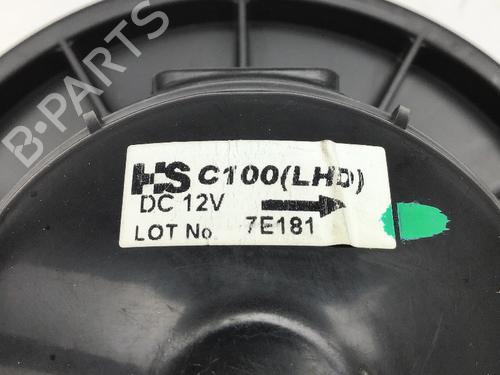 B-PARTS
HS C100(LHD)
DC 12V
LOT No 7E181